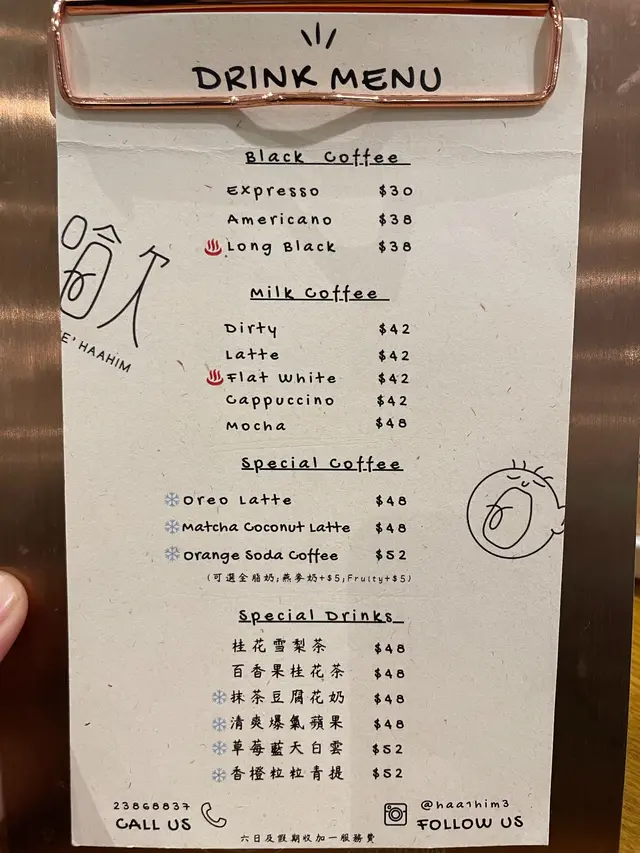 DRINK MENU
Black Coffee
Expresso $30
Americano $38
Long Black $38
哈
E' HAAHIM
Milk Coffee
Dirty $42
Latte $42
Flat White $42
Cappuccino $42
Mocha $48
Special Coffee
Oreo Latte $48
Matcha Coconut Latte $48
Orange Soda Coffee $52
(可選全脂奶;燕麥奶+$5;Fruity+$5)
Special Drinks
桂花雪梨茶 $48
百香果桂花茶 $48
抹茶豆腐花奶 $48
清爽爆氣蘋果 $48
草莓藍天白雲 $52
香橙粒粒青提 $52
23868837
CALL US
@haa1him3
FOLLOW US
六日及假期收加一服務費